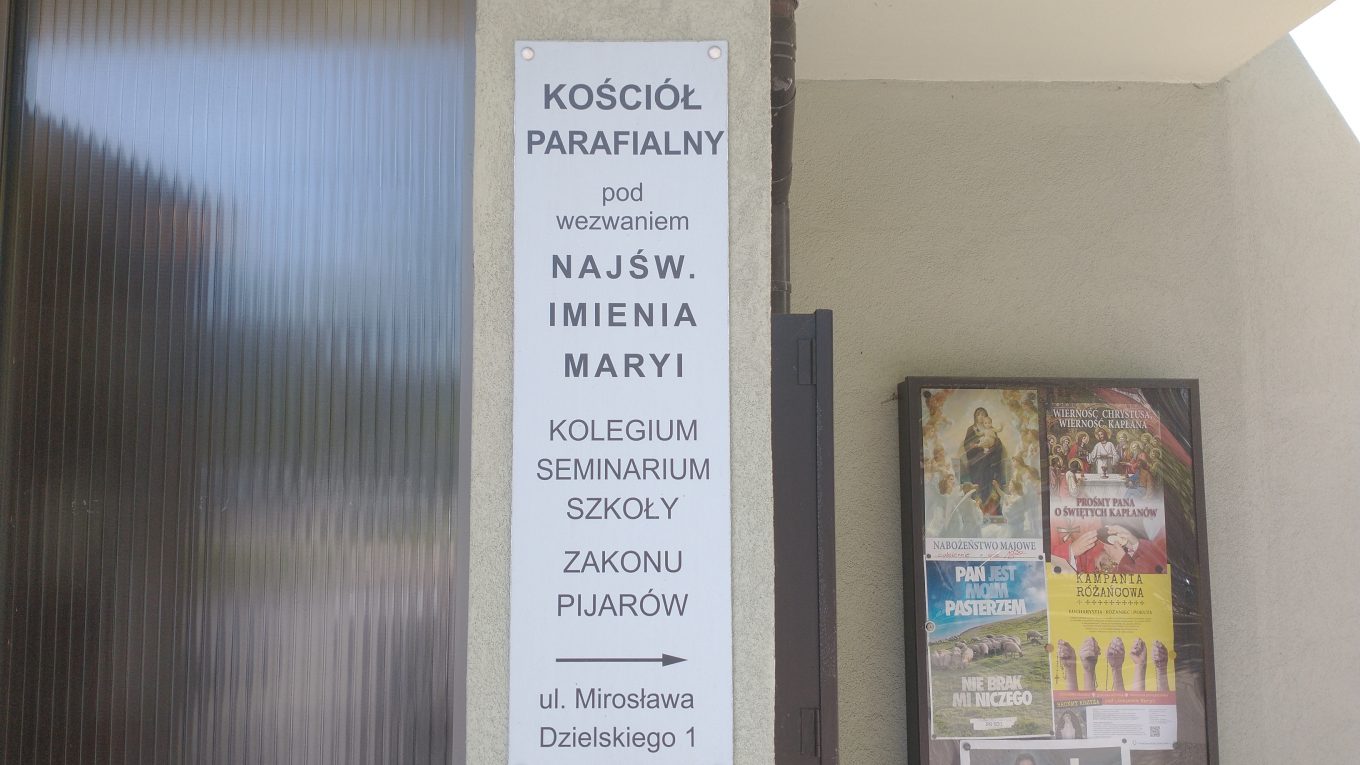 KOŚCIÓŁ
PARAFIALNY
pod
wezwaniem
NAJŚW.
IMIENIA
MARYI
KOLEGIUM
SEMINARIUM
SZKOŁY
ZAKONU
PIJARÓW
ul. Mirosława
Dzielskiego 1
NABOŻEŃSTWO MAJOWE
WIERNOŚĆ CHRYSTUSA,
WIERNOŚĆ KAPŁANA
PROŚMY PANA
O ŚWIĘTYCH KAPŁANÓW
PAN JEST
MOIM
PASTERZEM
NIE BRAK
MI NICZEGO
KAMPANIA
RÓŻAŃCOWA